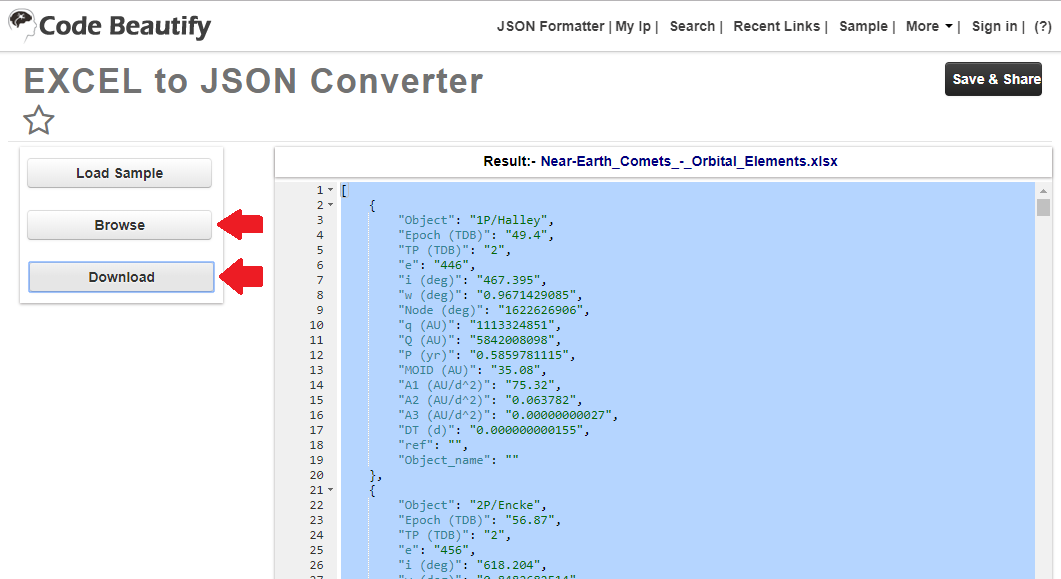 Code Beautify
JSON Formatter | My Ip | Search | Recent Links | Sample | More | Sign in | (?)
EXCEL to JSON Converter
Save & Share
Load Sample
Browse
Download
Result:- Near-Earth_Comets_-_Orbital_Elements.xlsx
1 [
2 {
3 "Object": "1P/Halley",
4 "Epoch (TDB)": "49.4",
5 "TP (TDB)": "2",
6 "e": "446",
7 "i (deg)": "467.395",
8 "w (deg)": "0.9671429085",
9 "Node (deg)": "1622626906",
10 "q (AU)": "1113324851",
11 "Q (AU)": "5842008098",
12 "P (yr)": "0.5859781115",
13 "MOID (AU)": "35.08",
14 "A1 (AU/d^2)": "75.32",
15 "A2 (AU/d^2)": "0.063782",
16 "A3 (AU/d^2)": "0.00000000027",
17 "DT (d)": "0.000000000155",
18 "ref": "",
19 "Object_name": ""
20 },
21 {
22 "Object": "2P/Encke",
23 "Epoch (TDB)": "56.87",
24 "TP (TDB)": "2",
25 "e": "456",
26 "i (deg)": "618.204",